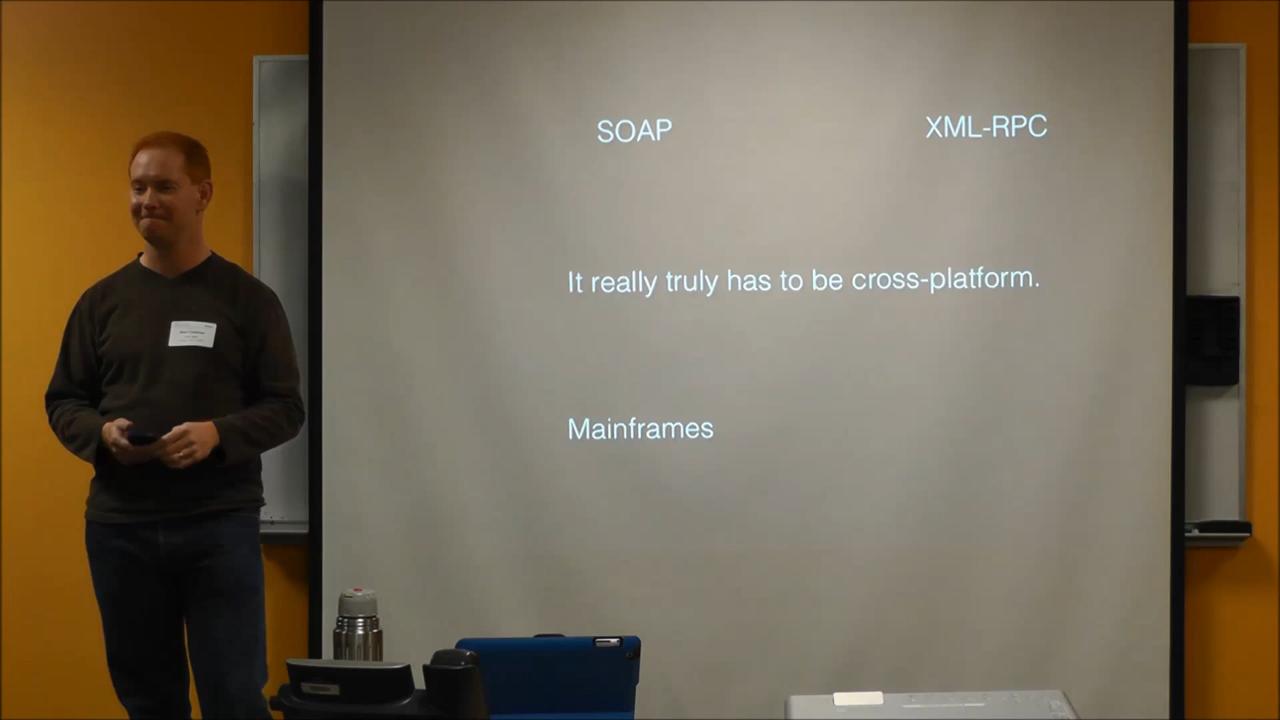 SOAP
XML-RPC
It really truly has to be cross-platform.
Mainframes